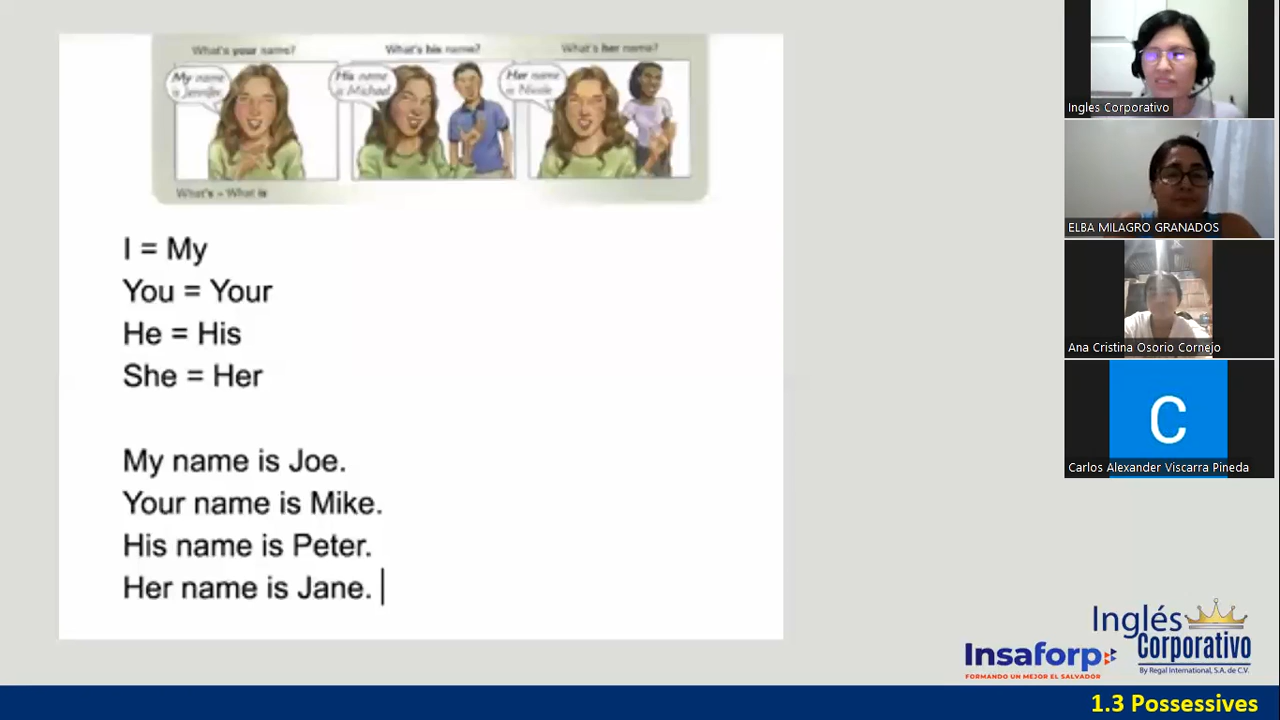 What's your name?
What's his name?
What's her name?
My name
is Jennifer.
His name
is Michael.
Her name
is Nicole.
What's = What is
I = My
You = Your
He = His
She = Her
My name is Joe.
Your name is Mike.
His name is Peter.
Her name is Jane.
Ingles Corporativo
ELBA MILAGRO GRANADOS
Ana Cristina Osorio Cornejo
C
Carlos Alexander Viscarra Pineda
Insaforp
FORMANDO UN MEJOR EL SALVADOR
Inglés
Corporativo
By Regal International, S.A. de C.V.
1.3 Possessives